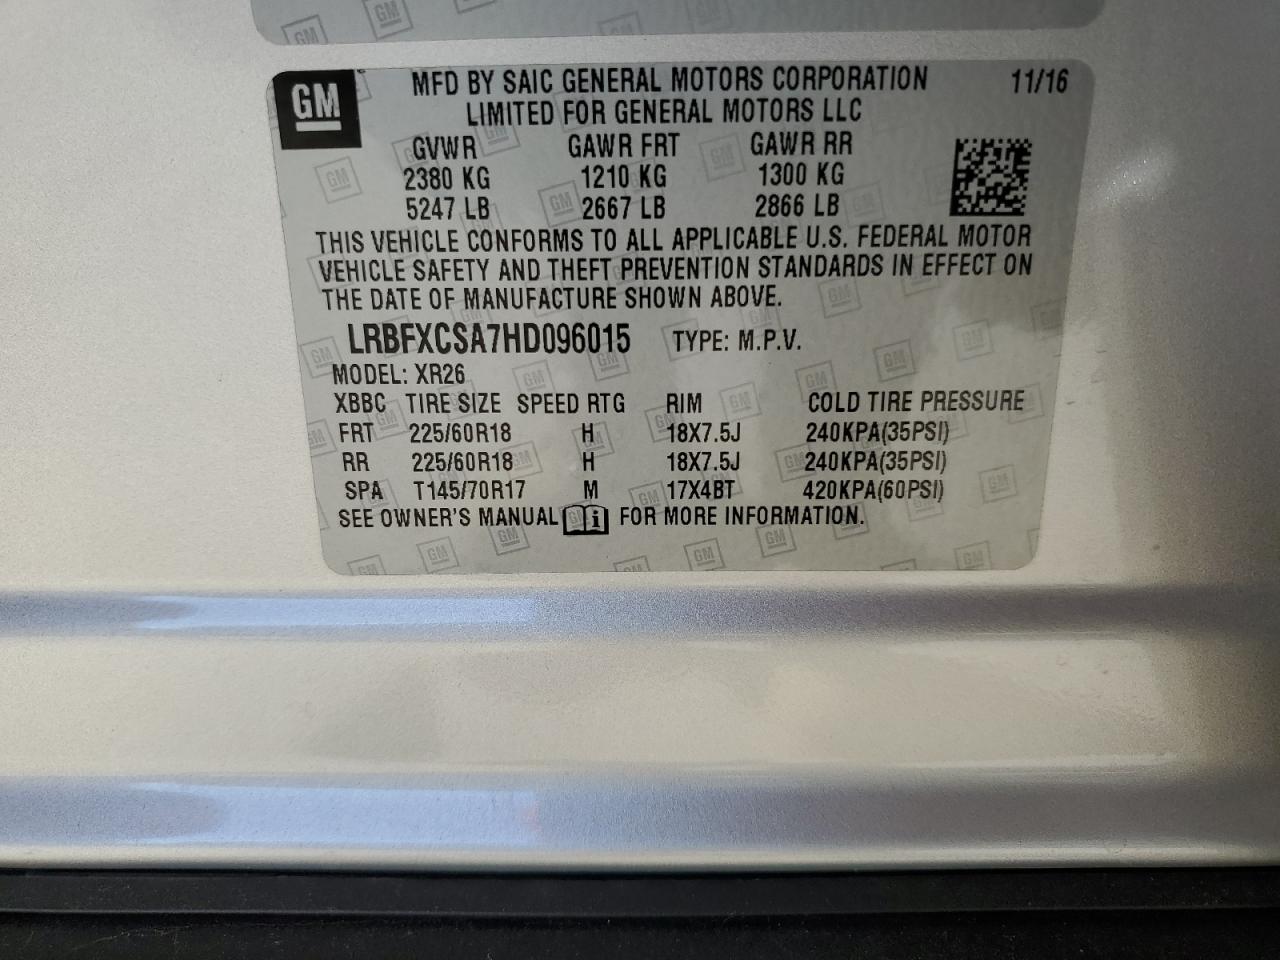 GM
MFD BY SAIC GENERAL MOTORS CORPORATION 11/16
LIMITED FOR GENERAL MOTORS LLC
GVWR GAWR FRT GAWR RR
2380 KG 1210 KG 1300 KG
5247 LB 2667 LB 2866 LB
THIS VEHICLE CONFORMS TO ALL APPLICABLE U.S. FEDERAL MOTOR
VEHICLE SAFETY AND THEFT PREVENTION STANDARDS IN EFFECT ON
THE DATE OF MANUFACTURE SHOWN ABOVE.
LRBFXCSA7HD096015 TYPE: M.P.V.
MODEL: XR26
XBBC TIRE SIZE SPEED RTG RIM COLD TIRE PRESSURE
FRT 225/60R18 H 18X7.5J 240KPA(35PSI)
RR 225/60R18 H 18X7.5J 240KPA(35PSI)
SPA T145/70R17 M 17X4BT 420KPA(60PSI)
SEE OWNER'S MANUAL i FOR MORE INFORMATION.